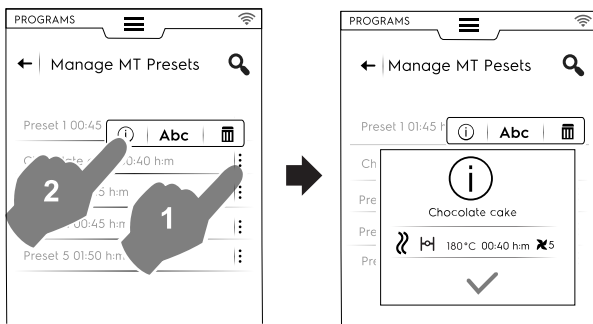 PROGRAMS
Manage MT Presets
Preset 1 00:45
i Abc
0:40 h:m
2
5 h:m
1
00:45 h:m
Preset 5 01:50 h:m
PROGRAMS
Manage MT Pesets
Preset 1 01:45 h
i Abc
Ch
i
Pre
Chocolate cake
Pre
180°C 00:40 h:m 5
Pre